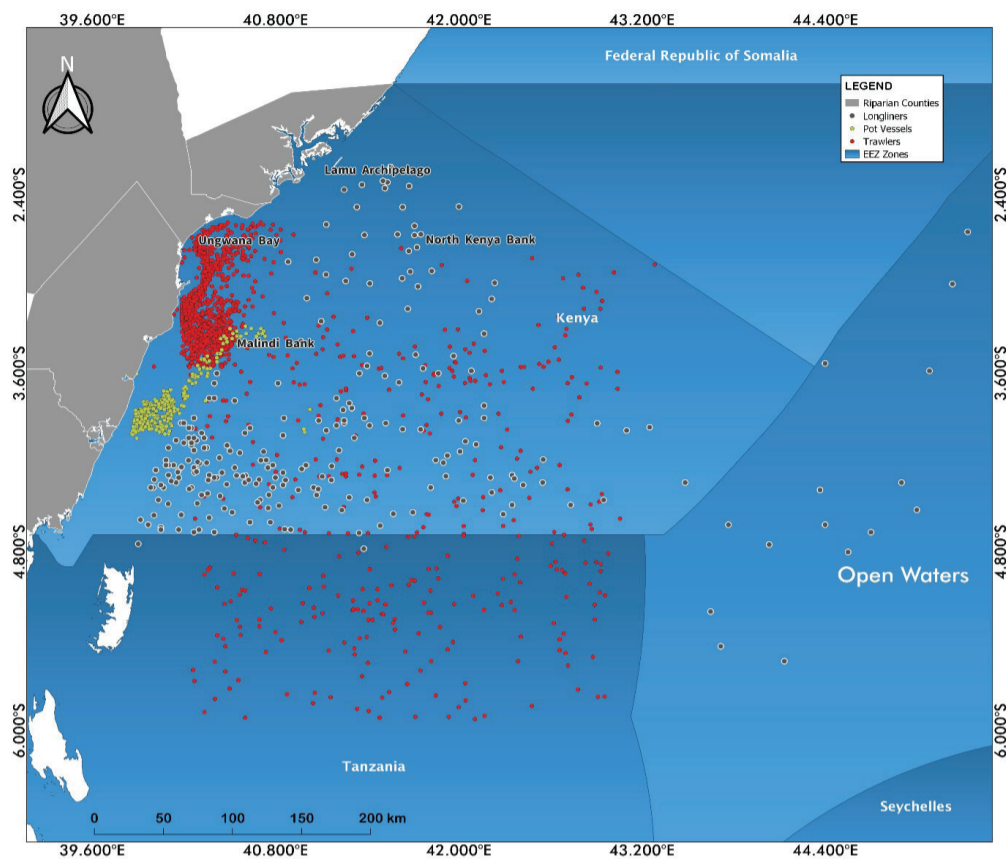 39.600°E 40.800°E 42.000°E 43.200°E 44.400°E
Federal Republic of Somalia
N
LEGEND
Riparian Counties
Longliners
Pot Vessels
Trawlers
EEZ Zones
2.400°S
2.400°S
Lamu Archipelago
Ungwana Bay
North Kenya Bank
Kenya
Malindi Bank
3.600°S
3.600°S
4.800°S
4.800°S
Open Waters
6.000°S
6.000°S
Tanzania
Seychelles
0 50 100 150 200 km
39.600°E 40.800°E 42.000°E 43.200°E 44.400°E